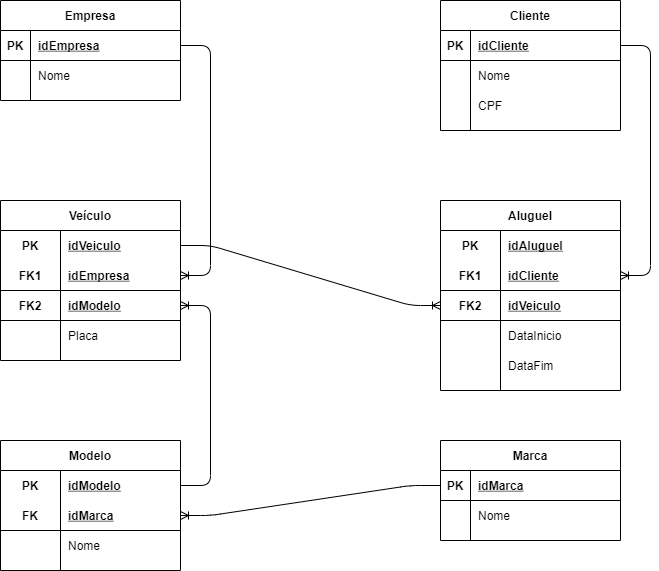 Empresa
PK idEmpresa
Nome
Cliente
PK idCliente
Nome
CPF
Veículo
PK idVeiculo
FK1 idEmpresa
FK2 idModelo
Placa
Aluguel
PK idAluguel
FK1 idCliente
FK2 idVeiculo
DataInicio
DataFim
Modelo
PK idModelo
FK idMarca
Nome
Marca
PK idMarca
Nome